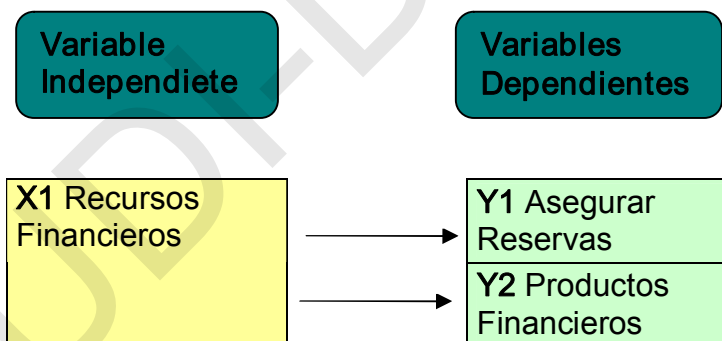 Variable
Independiete
Variables
Dependientes
X1 Recursos
Financieros
Y1 Asegurar
Reservas
Y2 Productos
Financieros